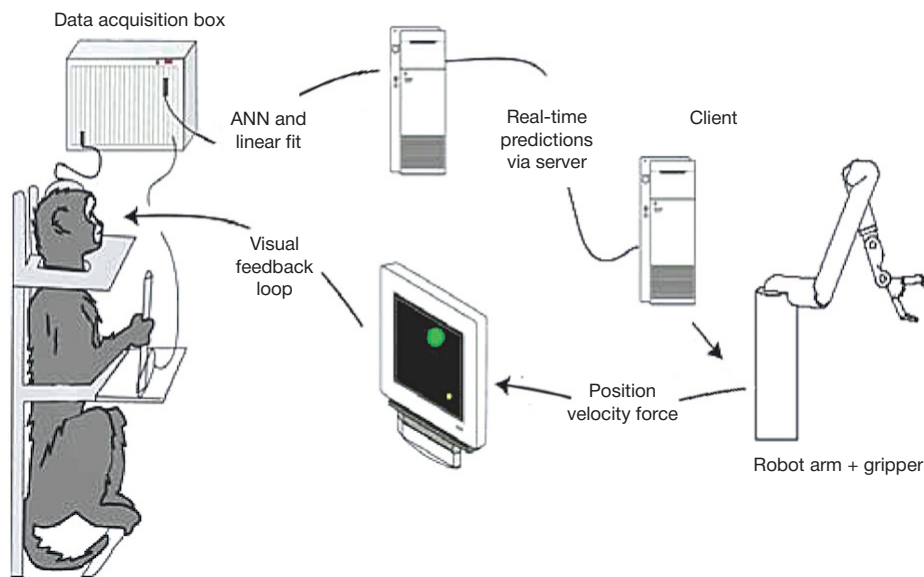 Data acquisition box
ANN and
linear fit
Real-time
predictions
via server
Client
Visual
feedback
loop
Position
velocity force
Robot arm + gripper